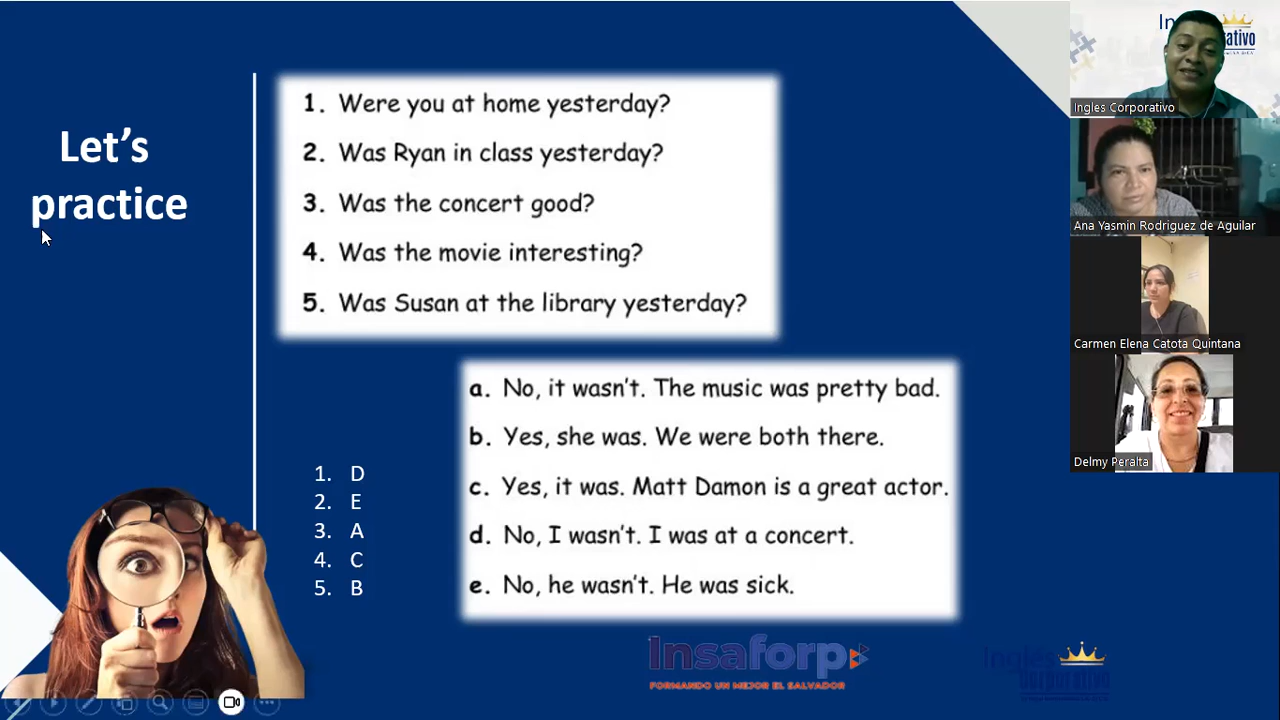 Let's
practice
1. Were you at home yesterday?
2. Was Ryan in class yesterday?
3. Was the concert good?
4. Was the movie interesting?
5. Was Susan at the library yesterday?
a. No, it wasn't. The music was pretty bad.
b. Yes, she was. We were both there.
c. Yes, it was. Matt Damon is a great actor.
d. No, I wasn't. I was at a concert.
e. No, he wasn't. He was sick.
1. D
2. E
3. A
4. C
5. B
Insaforp
FORMANDO UN MEJOR EL SALVADOR
Inglés
Corporativo
Ingles Corporativo
Ana Yasmin Rodriguez de Aguilar
Carmen Elena Catota Quintana
Delmy Peralta